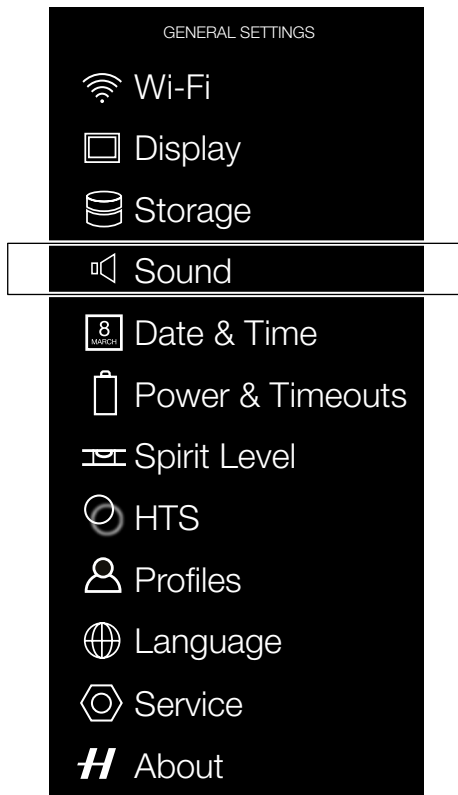 GENERAL SETTINGS
Wi-Fi
Display
Storage
Sound
8
MARCH
Date & Time
Power & Timeouts
Spirit Level
HTS
Profiles
Language
Service
H About